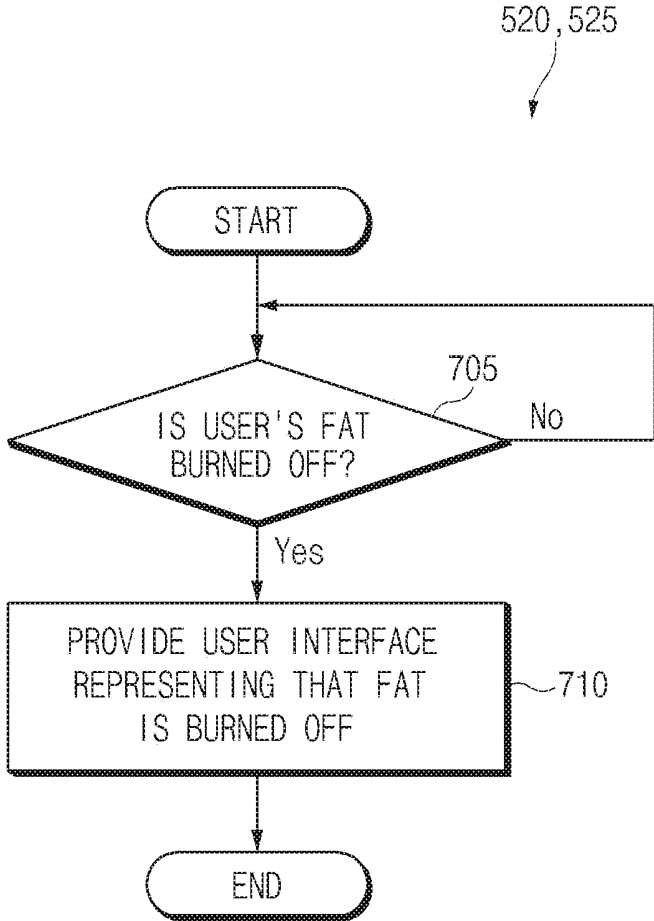 520, 525
START
705
IS USER'S FAT
BURNED OFF?
No
Yes
PROVIDE USER INTERFACE
REPRESENTING THAT FAT
IS BURNED OFF
710
END